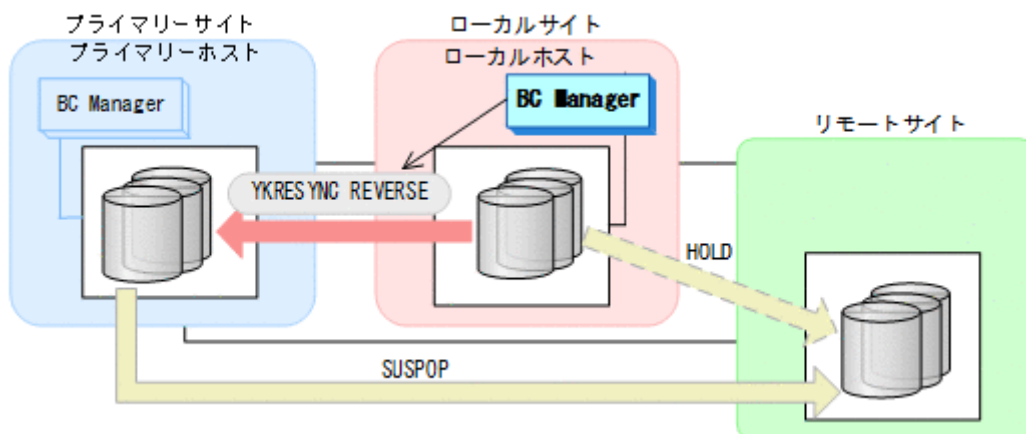 プライマリーサイト
プライマリーホスト
BC Manager
ローカルサイト
ローカルホスト
BC Manager
リモートサイト
YKRESYNC REVERSE
HOLD
SUSPOP